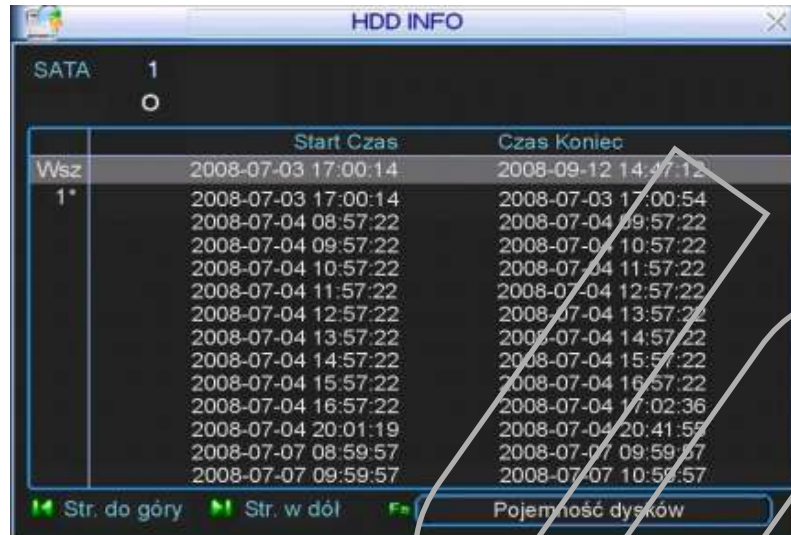 HDD INFO
SATA 1
O
Start Czas Czas Koniec
Wsz 2008-07-03 17:00:14 2008-09-12 14:47:12
1* 2008-07-03 17:00:14 2008-07-03 17:00:54
2008-07-04 08:57:22 2008-07-04 09:57:22
2008-07-04 09:57:22 2008-07-04 10:57:22
2008-07-04 10:57:22 2008-07-04 11:57:22
2008-07-04 11:57:22 2008-07-04 12:57:22
2008-07-04 12:57:22 2008-07-04 13:57:22
2008-07-04 13:57:22 2008-07-04 14:57:22
2008-07-04 14:57:22 2008-07-04 15:57:22
2008-07-04 15:57:22 2008-07-04 16:57:22
2008-07-04 16:57:22 2008-07-04 17:02:36
2008-07-04 20:01:19 2008-07-04 20:41:55
2008-07-07 08:59:57 2008-07-07 09:59:57
2008-07-07 09:59:57 2008-07-07 10:59:57
Str. do góry Str. w dół Fn Pojemność dysków